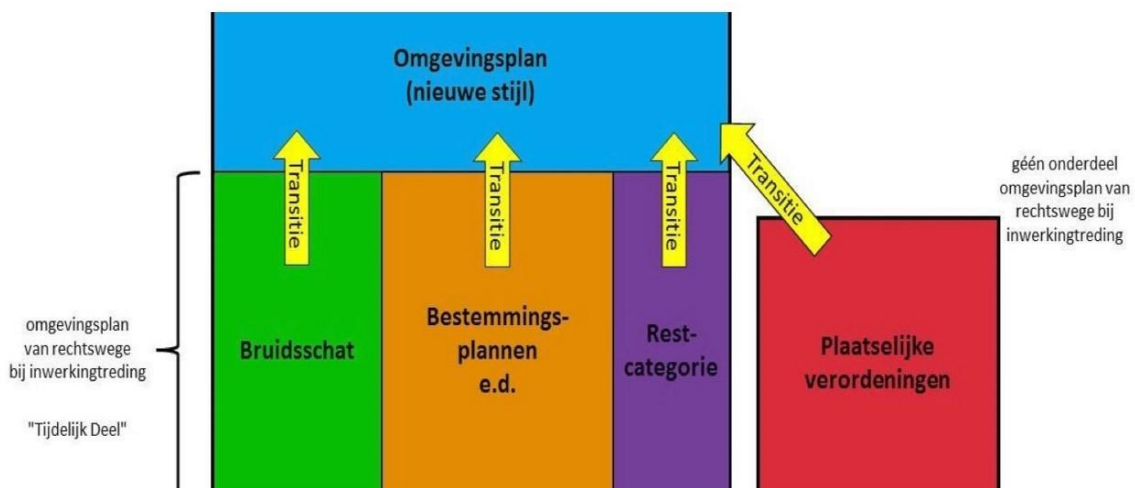 Omgevingsplan
(nieuwe stijl)
Transitie
Transitie
Transitie
Transitie
géén onderdeel
omgevingsplan van
rechtswege bij
inwerkingtreding
omgevingsplan
van rechtswege
bij inwerkingtreding
"Tijdelijk Deel"
Bruidsschat
Bestemmings-
plannen
e.d.
Rest-
categorie
Plaatselijke
verordeningen